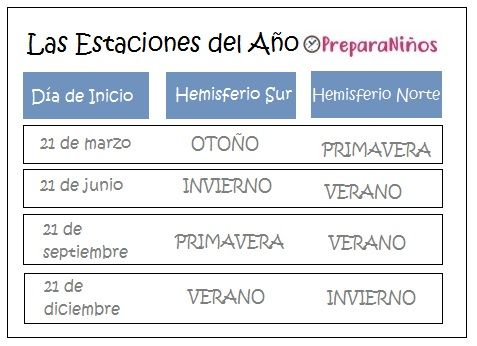 Las Estaciones del Año PreparaNiños
Día de Inicio Hemisferio Sur Hemisferio Norte
21 de marzo OTOÑO PRIMAVERA
21 de junio INVIERNO VERANO
21 de
septiembre PRIMAVERA VERANO
21 de
diciembre VERANO INVIERNO